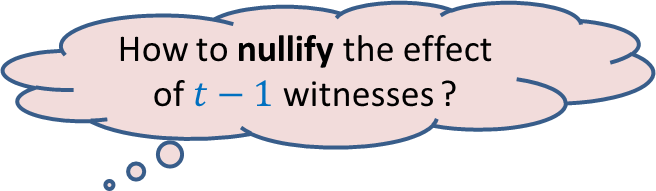 How to nullify the effect
of t − 1 witnesses ?